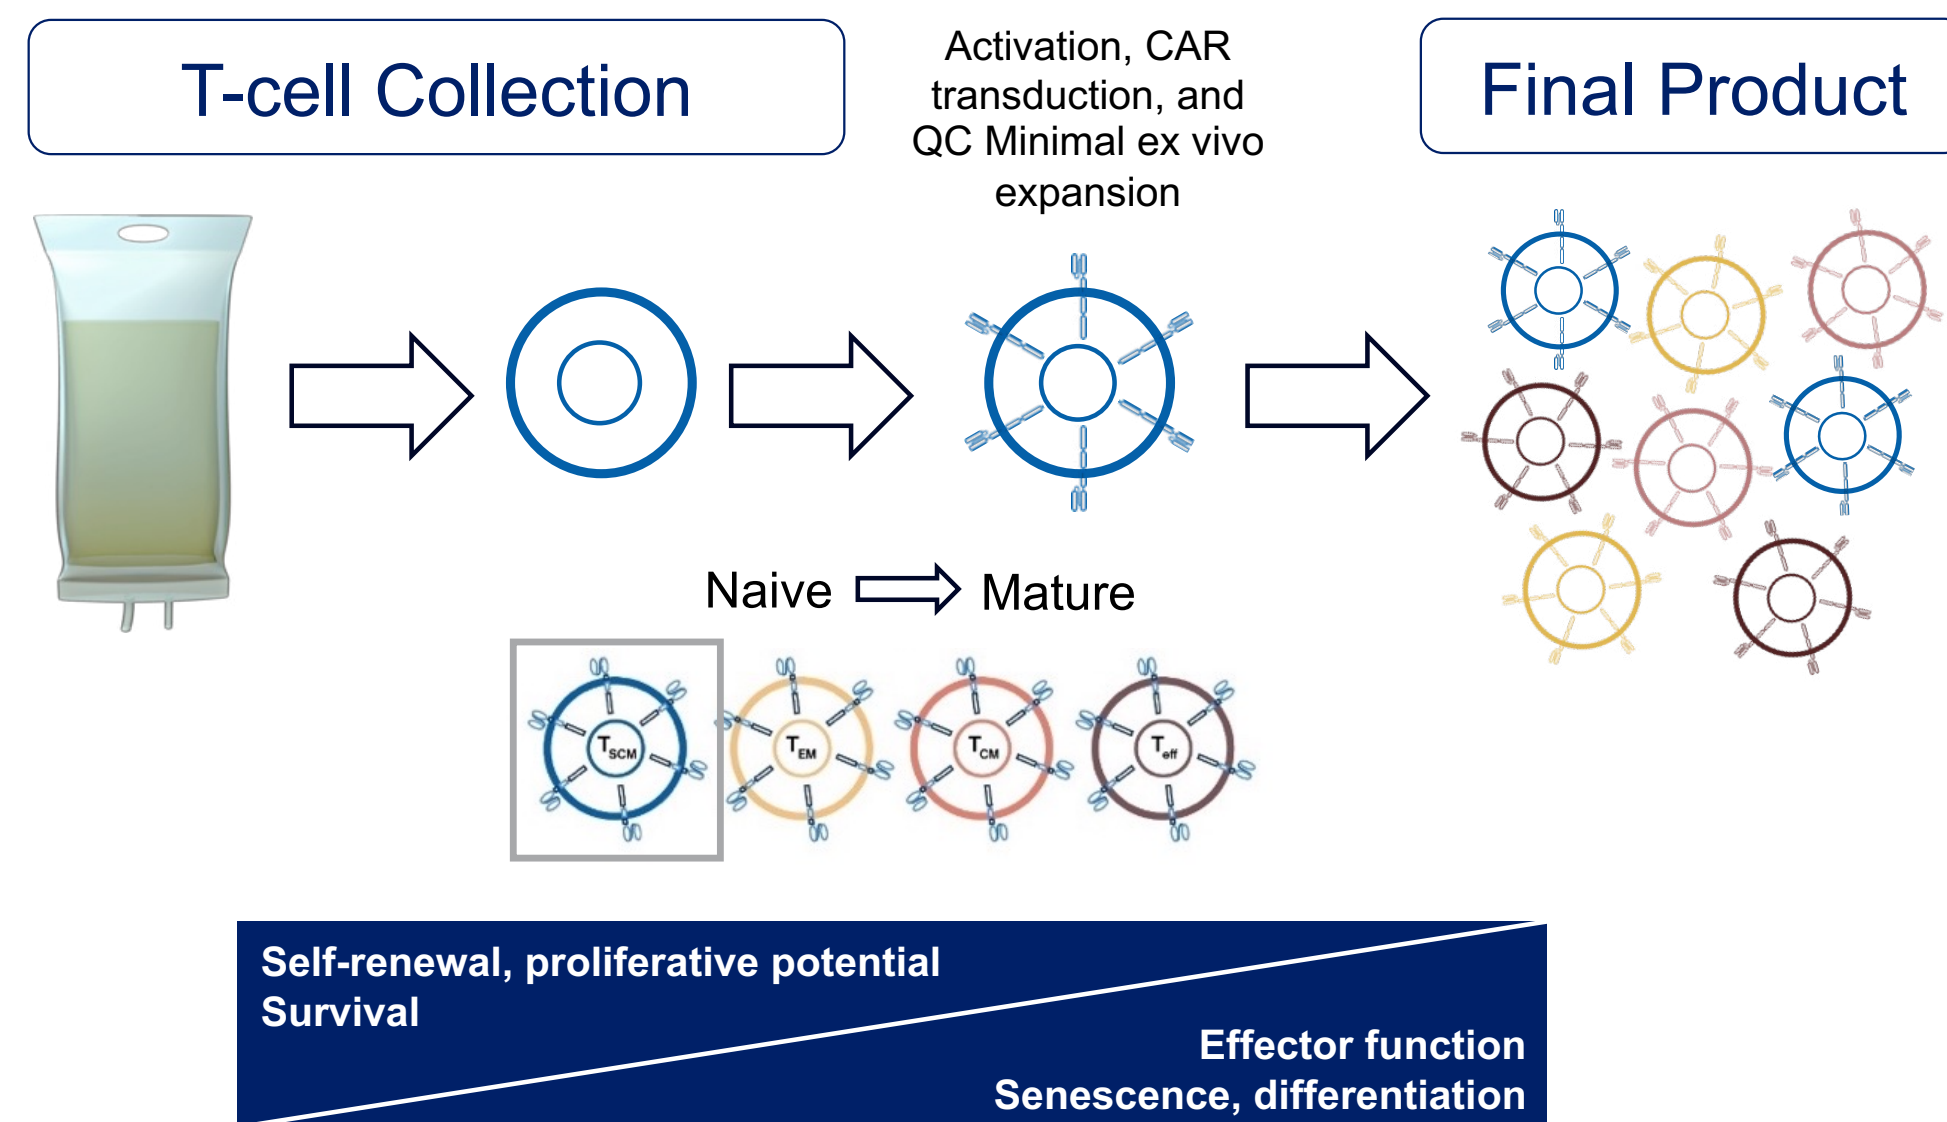 T-cell Collection
Activation, CAR
transduction, and
QC Minimal ex vivo
expansion
Final Product
Naive
Mature
TSCM
TEM
TCM
Teff
Self-renewal, proliferative potential
Survival
Effector function
Senescence, differentiation